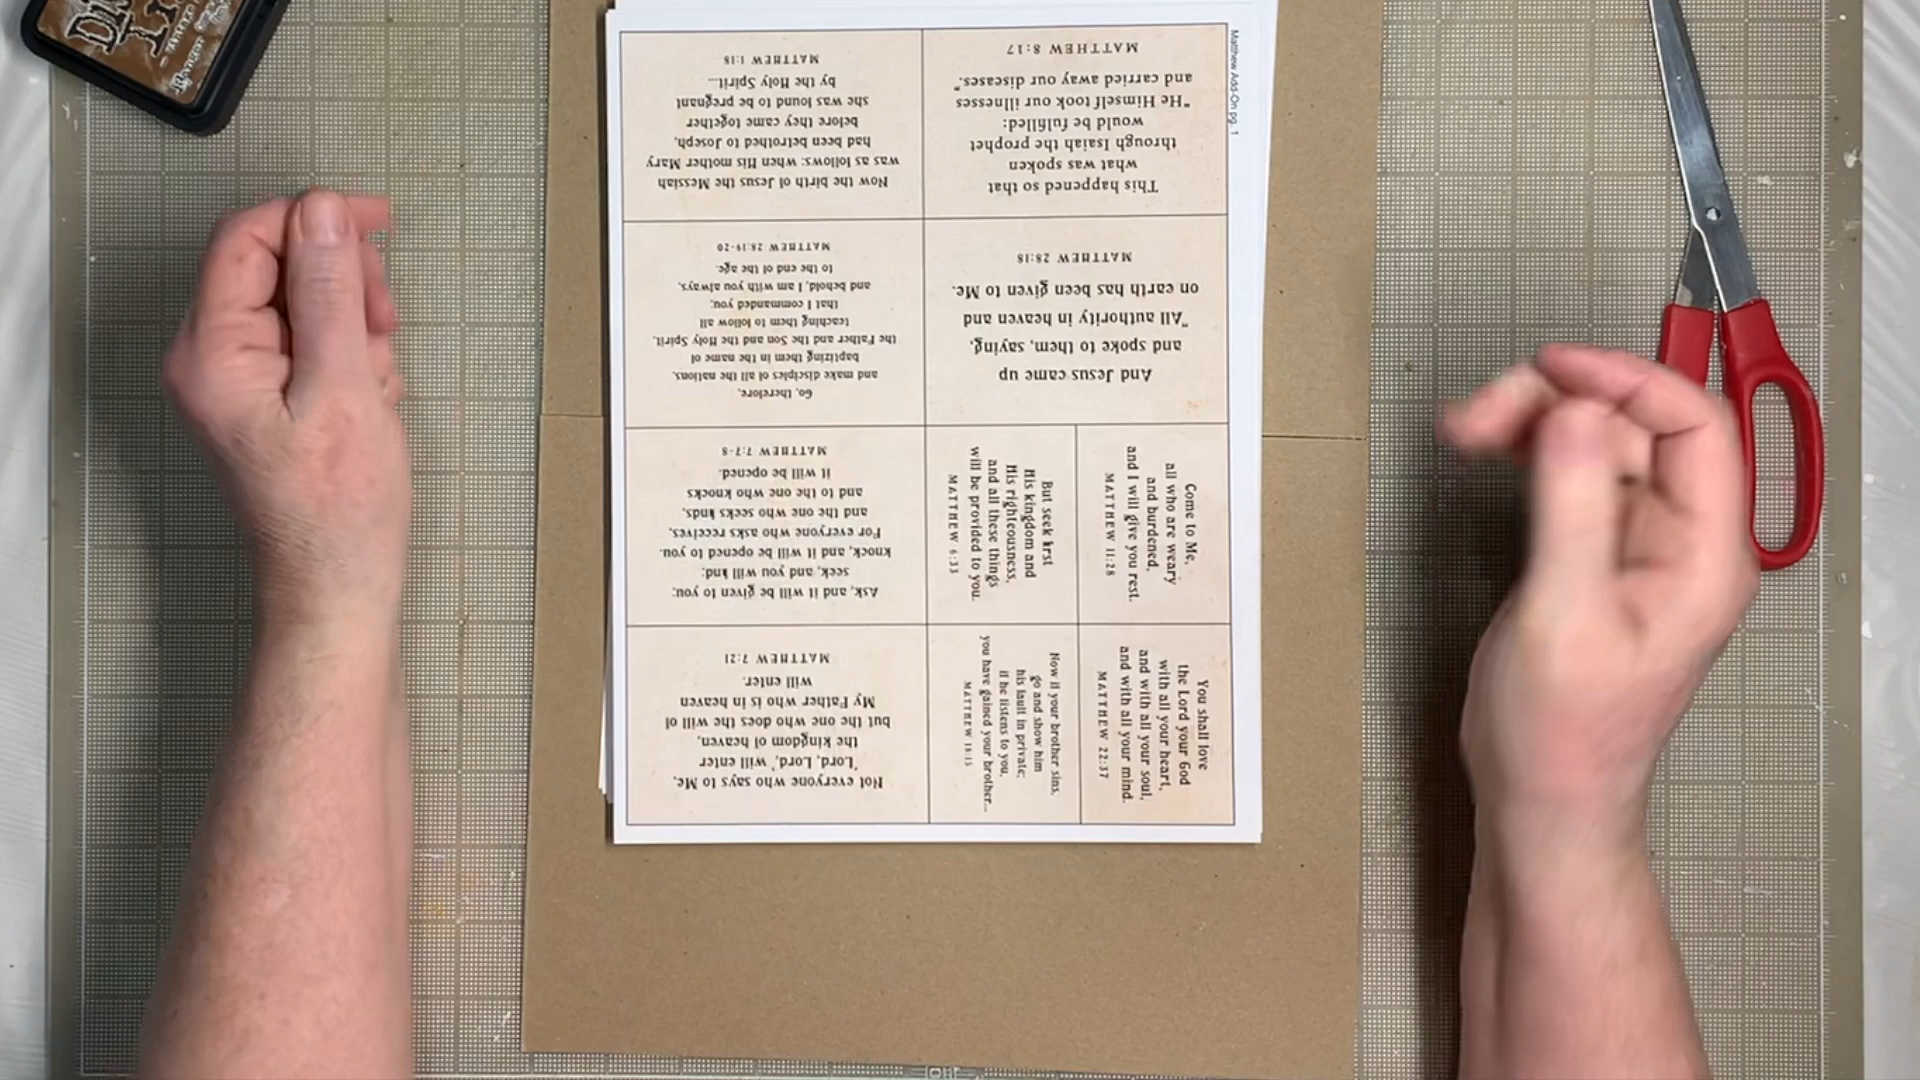 You shall love
the Lord your God
with all your heart,
and with all your soul,
and with all your mind.
MATTHEW 22:37
Now if your brother sins,
go and show him
his fault in private;
if he listens to you,
you have gained your brother...
MATTHEW 18:15
Not everyone who says to Me,
'Lord, Lord,' will enter
the kingdom of heaven,
but the one who does the will of
My Father who is in heaven
will enter.
MATTHEW 7:21
Come to Me,
all who are weary
and burdened,
and I will give you rest.
MATTHEW 11:28
But seek first
His kingdom and
His righteousness,
and all these things
will be provided to you.
MATTHEW 6:33
Ask, and it will be given to you;
seek, and you will find;
knock, and it will be opened to you.
For everyone who asks receives,
and the one who seeks finds,
and to the one who knocks
it will be opened.
MATTHEW 7:7-8
And Jesus came up
and spoke to them, saying,
"All authority in heaven and
on earth has been given to Me.
MATTHEW 28:18
Go, therefore,
and make disciples of all the nations,
baptizing them in the name of
the Father and the Son and the Holy Spirit,
teaching them to follow all
that I commanded you;
and behold, I am with you always,
to the end of the age.
MATTHEW 28:19-20
This happened so that
what was spoken
through Isaiah the prophet
would be fulfilled:
"He Himself took our illnesses
and carried away our diseases."
MATTHEW 8:17
Now the birth of Jesus the Messiah
was as follows: when His mother Mary
had been betrothed to Joseph,
before they came together
she was found to be pregnant
by the Holy Spirit...
MATTHEW 1:18
Matthew Add-On pg. 1
Ranger